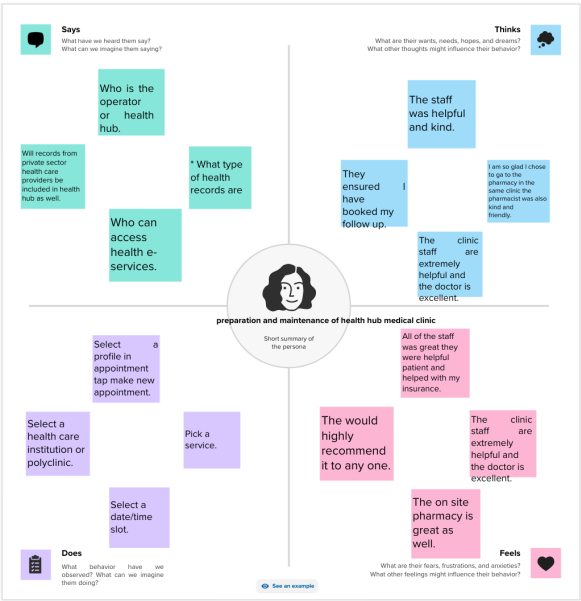 Says
What have we heard them say?
What can we imagine them saying?
Who is the
operator
or health
hub.
Will records from
private sector
health care
providers be
included in health
hub as well.
* What type
of health
records are
Who can
access
health e-
services.
Thinks
What are their wants, needs, hopes, and dreams?
What other thoughts might influence their behavior?
The staff
was helpful
and kind.
They
ensured I
have
booked my
follow up.
I am so glad I chose
to ga to the
pharmacy in the
same clinic the
pharmacist was also
kind and
friendly.
The clinic
staff are
extremely
helpful and
the doctor is
excellent.
preparation and maintenance of health hub medical clinic
Short summary of
the persona
Select a
profile in
appointment
tap make new
appointment.
Select a
health care
institution or
polyclinic.
Pick a
service.
Select a
date/time
slot.
Does
What behavior have we
observed? What can we imagine
them doing?
All of the staff
was great they
were helpful
patient and
helped with my
insurance.
The would
highly
recommend
it to any one.
The clinic
staff are
extremely
helpful and
the doctor is
excellent.
The on site
pharmacy is
great as
well.
Feels
What are their fears, frustrations, and anxieties?
What other feelings might influence their behavior?
See an example